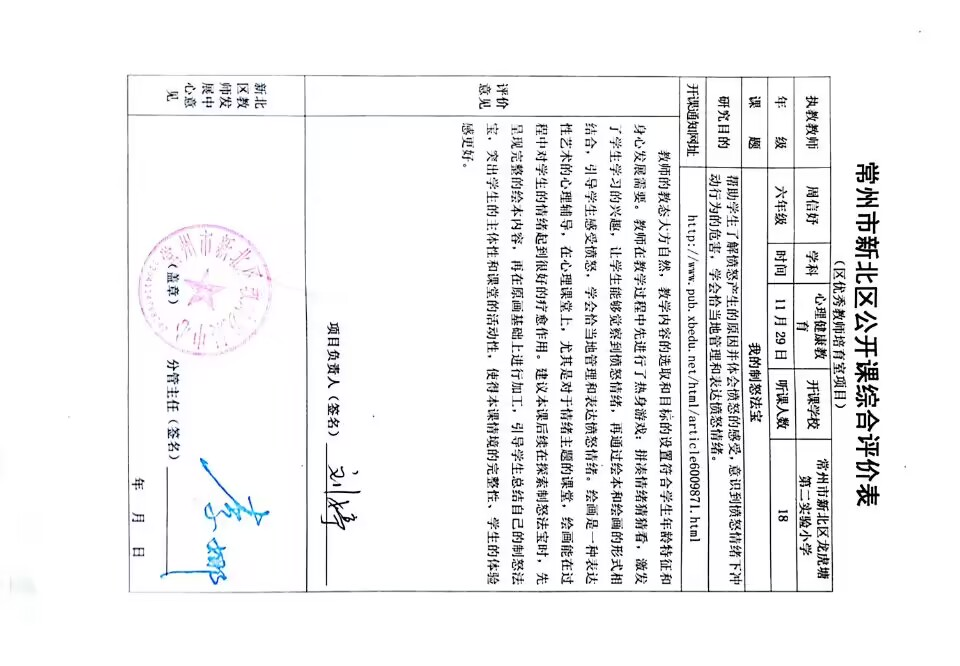 常州市新北区公开课综合评价表
（区优秀教师培育室项目）
执教教师 周信妤 学科 心理健康教育 开课学校 常州市新北区龙虎塘第二实验小学
年 级 六年级 时间 11月29日 听课人数 18
课 题 我的制怒法宝
研究目的 帮助学生了解愤怒产生的原因并体会愤怒的感受，意识到愤怒情绪下冲
动行为的危害，学会恰当地管理和表达愤怒情绪。
开课通知网址 http://www.pub.xbedu.net/html/article6009871.html
评价意见
教师的教态大方自然，教学内容的选取和目标的设置符合学生年龄特征和
身心发展需要。教师在教学过程中先进行了热身游戏：拼凑情绪猜猜看，激发
了学生学习的兴趣，让学生能够觉察到愤怒情绪，再通过绘本和绘画的形式相
结合，引导学生感受愤怒，学会恰当地管理和表达愤怒情绪。绘画是一种表达
性艺术的心理辅导，在心理课堂上，尤其是对于情绪主题的课堂，绘画能在过
程中对学生的情绪起到很好的疗愈作用。建议本课后续在探索制怒法宝时，先
呈现完整的绘本内容，再在原画基础上进行加工，引导学生总结自己的制怒法
宝，突出学生的主体性和课堂的活动性，使得本课情境的完整性、学生的体验
感更好。
项目负责人（签名） 刘婷
新北区教师发展中心意见
常州市新北区教师发展中心
（盖章） 分管主任（签名） 李娜
年 月 日